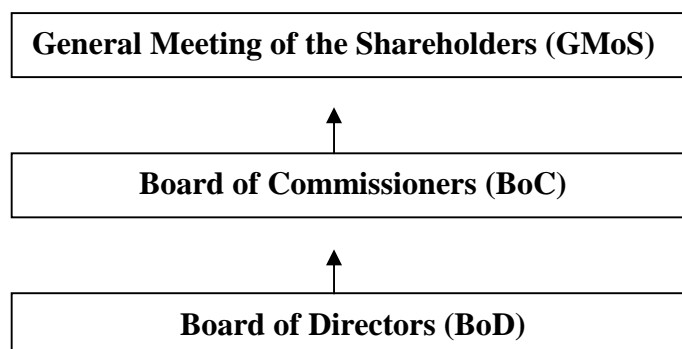 General Meeting of the Shareholders (GMoS)
Board of Commissioners (BoC)
Board of Directors (BoD)